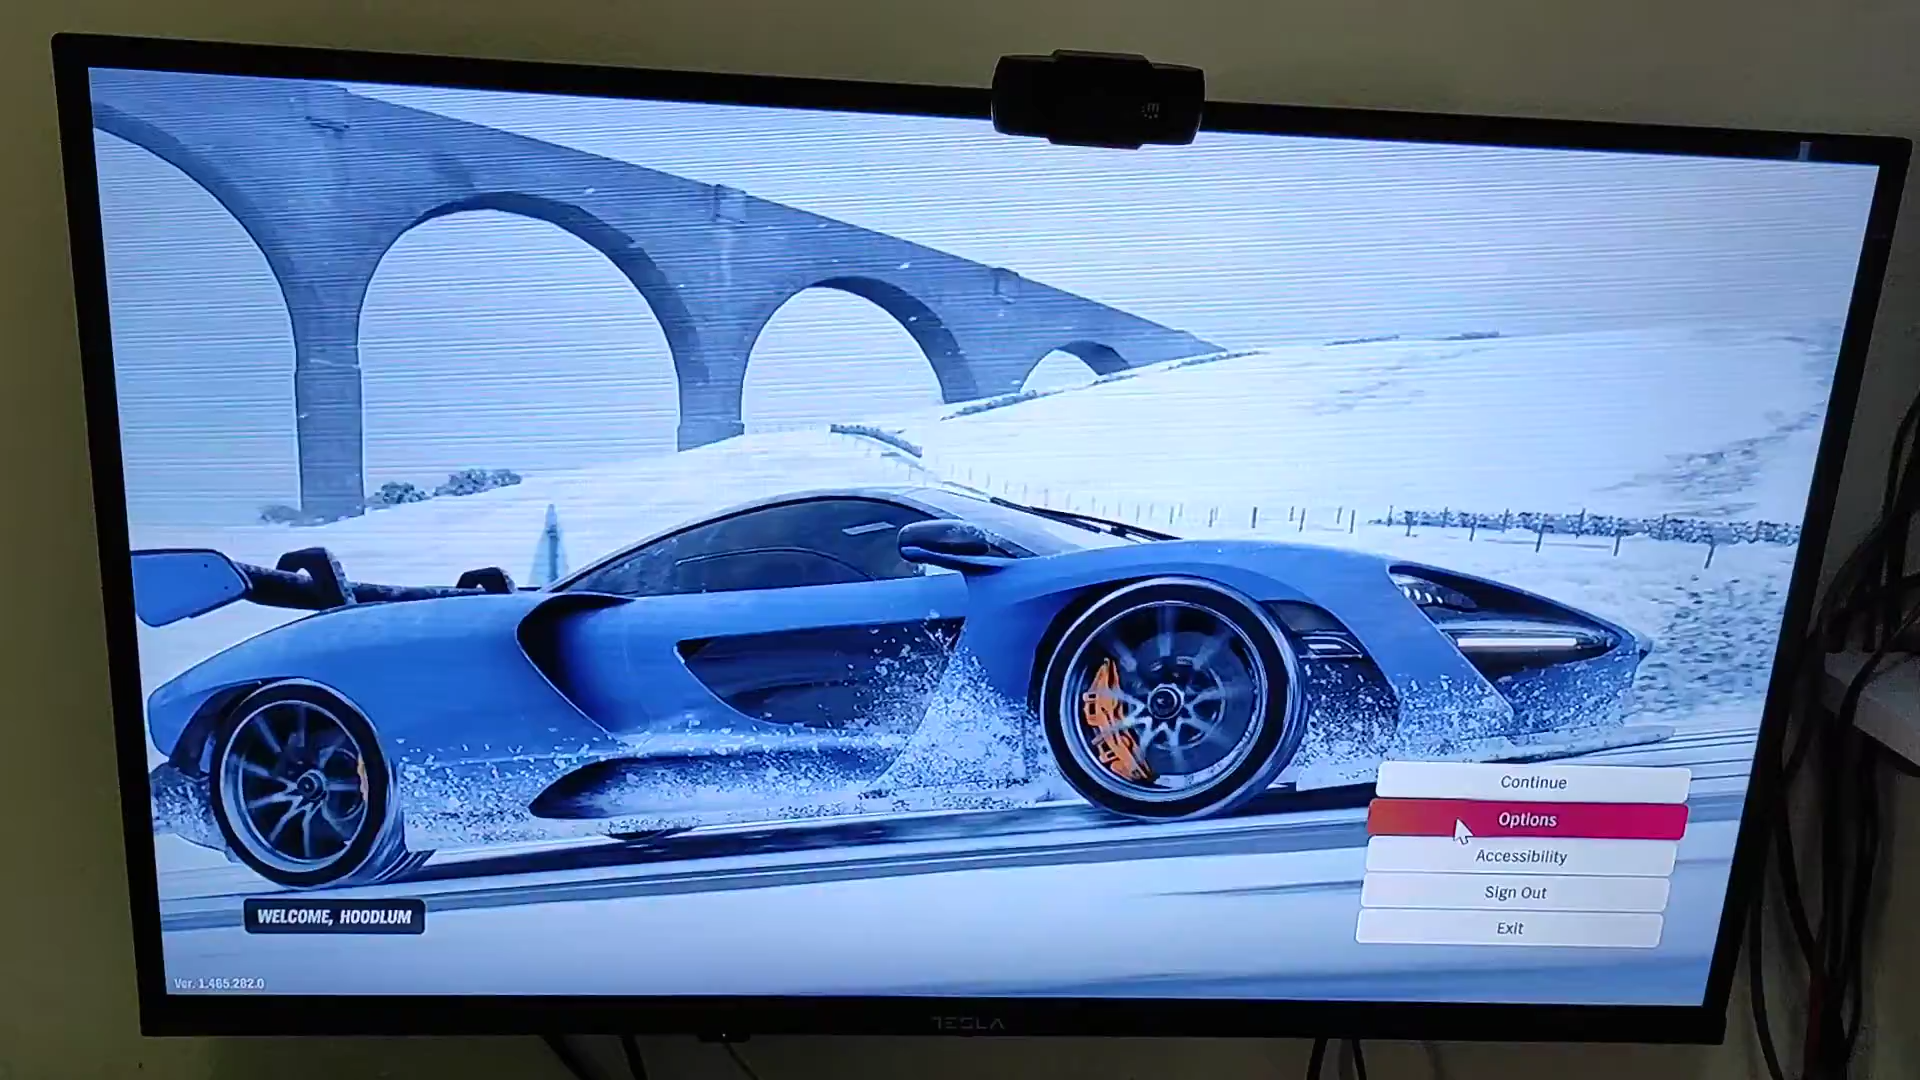 Continue
Options
Accessibility
Sign Out
Exit
WELCOME, HOODLUM
Ver. 1.465.282.0
TESLA